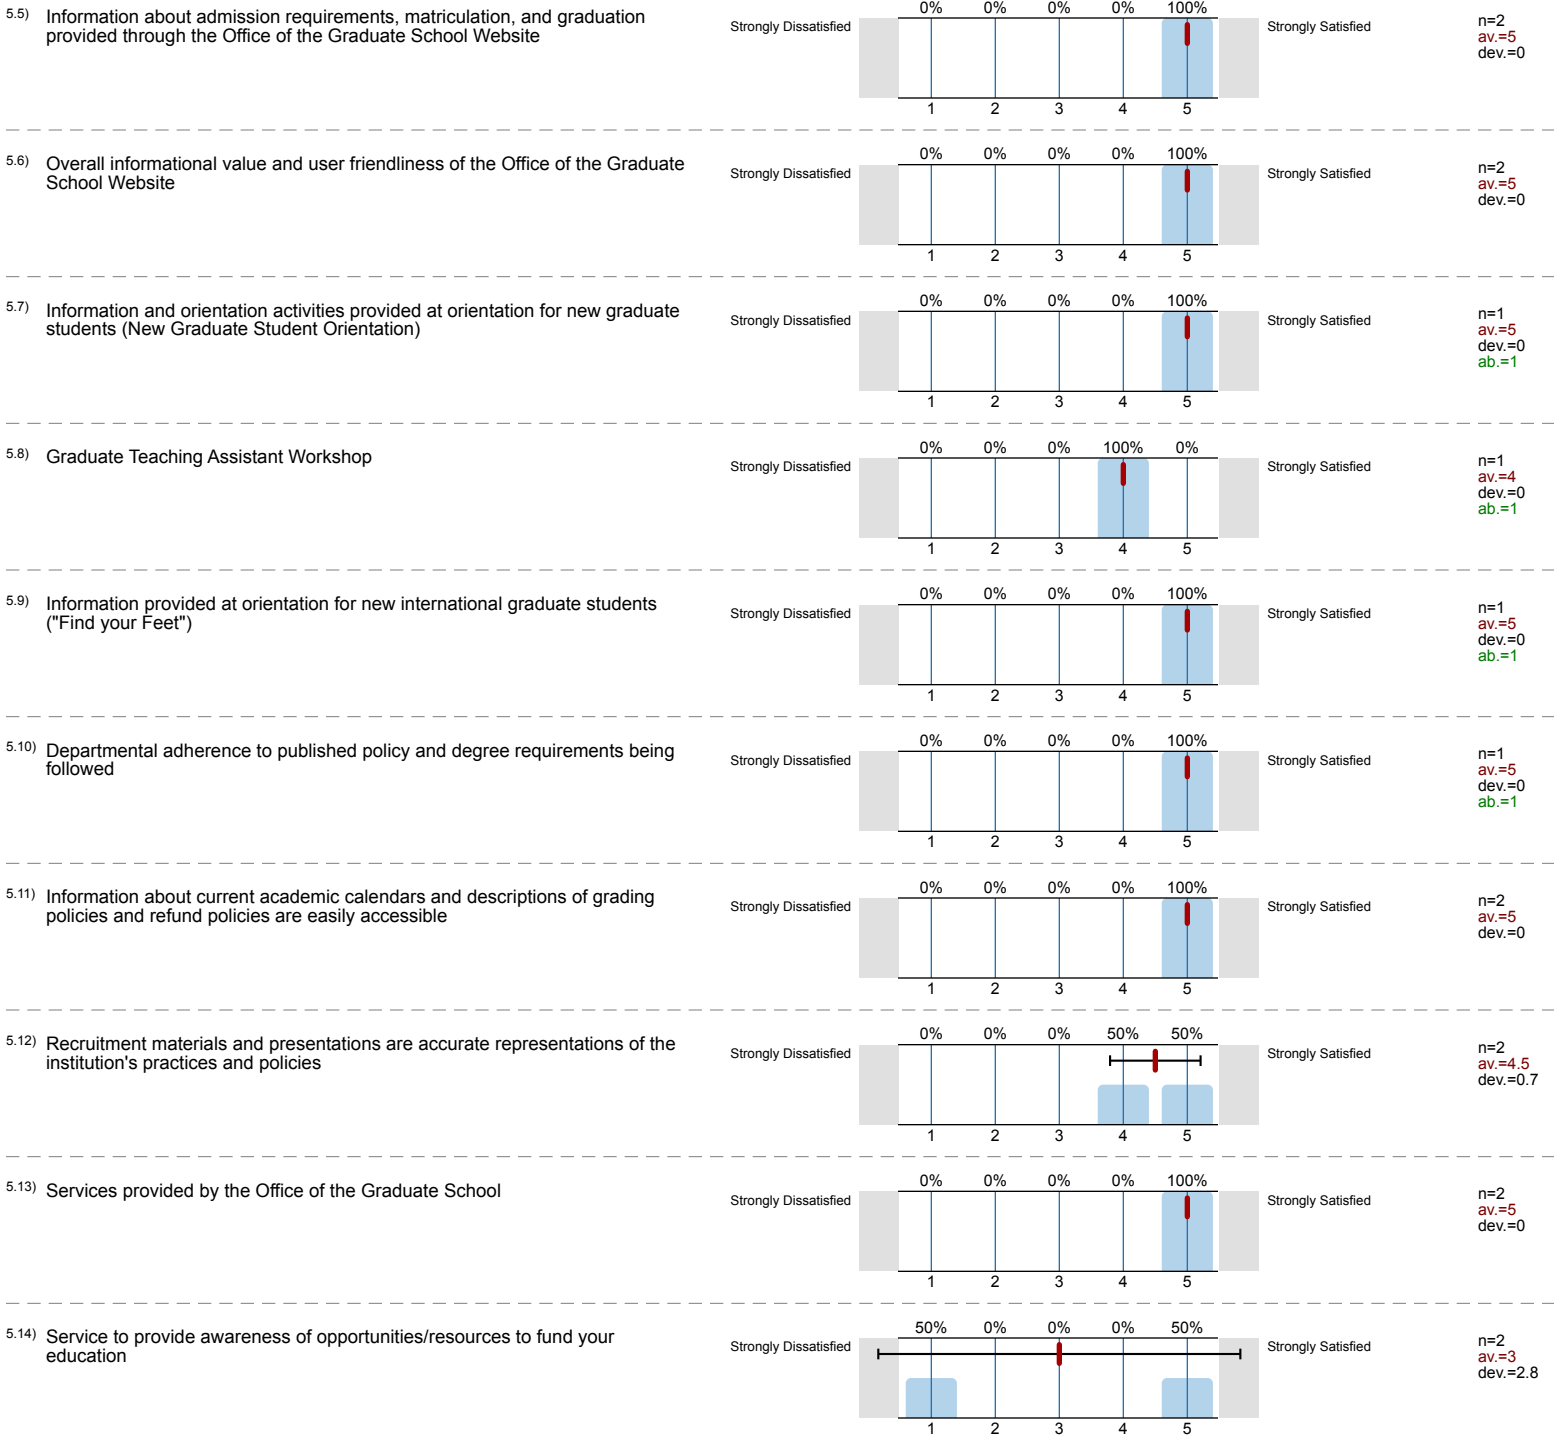 5.5) Information about admission requirements, matriculation, and graduation
provided through the Office of the Graduate School Website
Strongly Dissatisfied
0% 0% 0% 0% 100%
1 2 3 4 5
Strongly Satisfied
n=2
av.=5
dev.=0
5.6) Overall informational value and user friendliness of the Office of the Graduate
School Website
Strongly Dissatisfied
0% 0% 0% 0% 100%
1 2 3 4 5
Strongly Satisfied
n=2
av.=5
dev.=0
5.7) Information and orientation activities provided at orientation for new graduate
students (New Graduate Student Orientation)
Strongly Dissatisfied
0% 0% 0% 0% 100%
1 2 3 4 5
Strongly Satisfied
n=1
av.=5
dev.=0
ab.=1
5.8) Graduate Teaching Assistant Workshop
Strongly Dissatisfied
0% 0% 0% 100% 0%
1 2 3 4 5
Strongly Satisfied
n=1
av.=4
dev.=0
ab.=1
5.9) Information provided at orientation for new international graduate students
("Find your Feet")
Strongly Dissatisfied
0% 0% 0% 0% 100%
1 2 3 4 5
Strongly Satisfied
n=1
av.=5
dev.=0
ab.=1
5.10) Departmental adherence to published policy and degree requirements being
followed
Strongly Dissatisfied
0% 0% 0% 0% 100%
1 2 3 4 5
Strongly Satisfied
n=1
av.=5
dev.=0
ab.=1
5.11) Information about current academic calendars and descriptions of grading
policies and refund policies are easily accessible
Strongly Dissatisfied
0% 0% 0% 0% 100%
1 2 3 4 5
Strongly Satisfied
n=2
av.=5
dev.=0
5.12) Recruitment materials and presentations are accurate representations of the
institution's practices and policies
Strongly Dissatisfied
0% 0% 0% 50% 50%
1 2 3 4 5
Strongly Satisfied
n=2
av.=4.5
dev.=0.7
5.13) Services provided by the Office of the Graduate School
Strongly Dissatisfied
0% 0% 0% 0% 100%
1 2 3 4 5
Strongly Satisfied
n=2
av.=5
dev.=0
5.14) Service to provide awareness of opportunities/resources to fund your
education
Strongly Dissatisfied
50% 0% 0% 0% 50%
1 2 3 4 5
Strongly Satisfied
n=2
av.=3
dev.=2.8